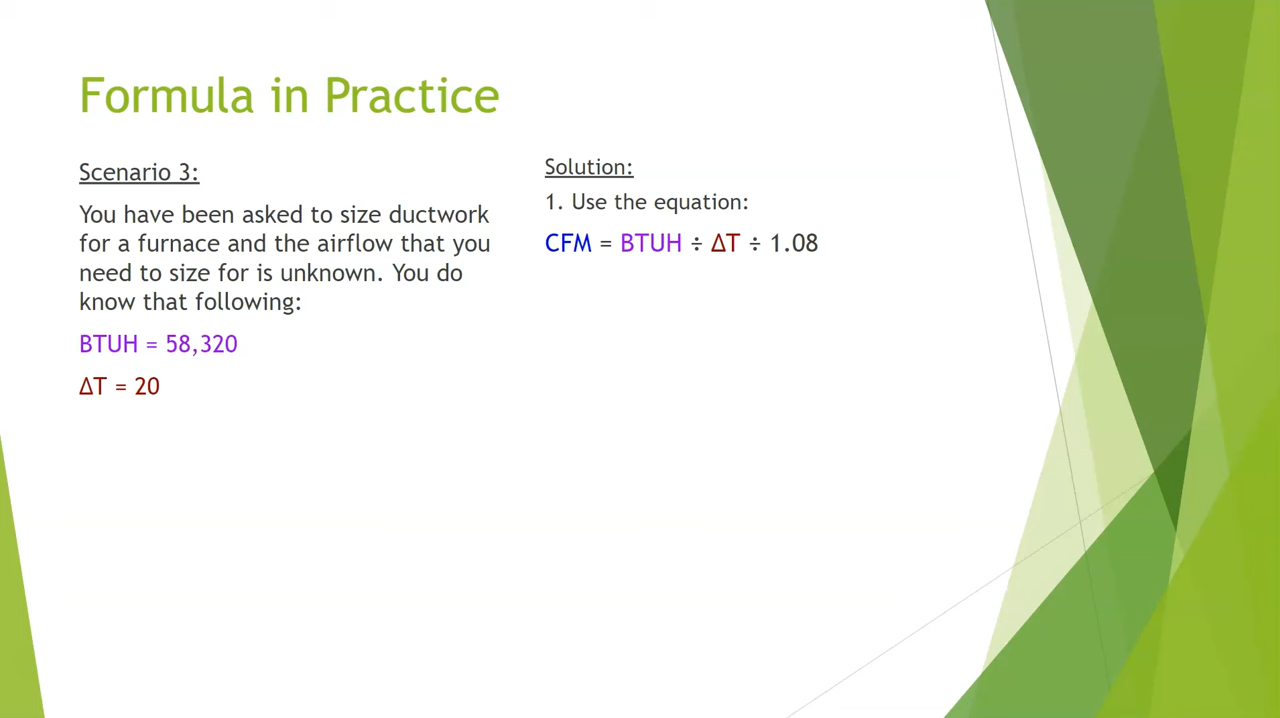 Formula in Practice
Scenario 3:
You have been asked to size ductwork
for a furnace and the airflow that you
need to size for is unknown. You do
know that following:
BTUH = 58,320
ΔT = 20
Solution:
1. Use the equation:
CFM = BTUH ÷ ΔT ÷ 1.08